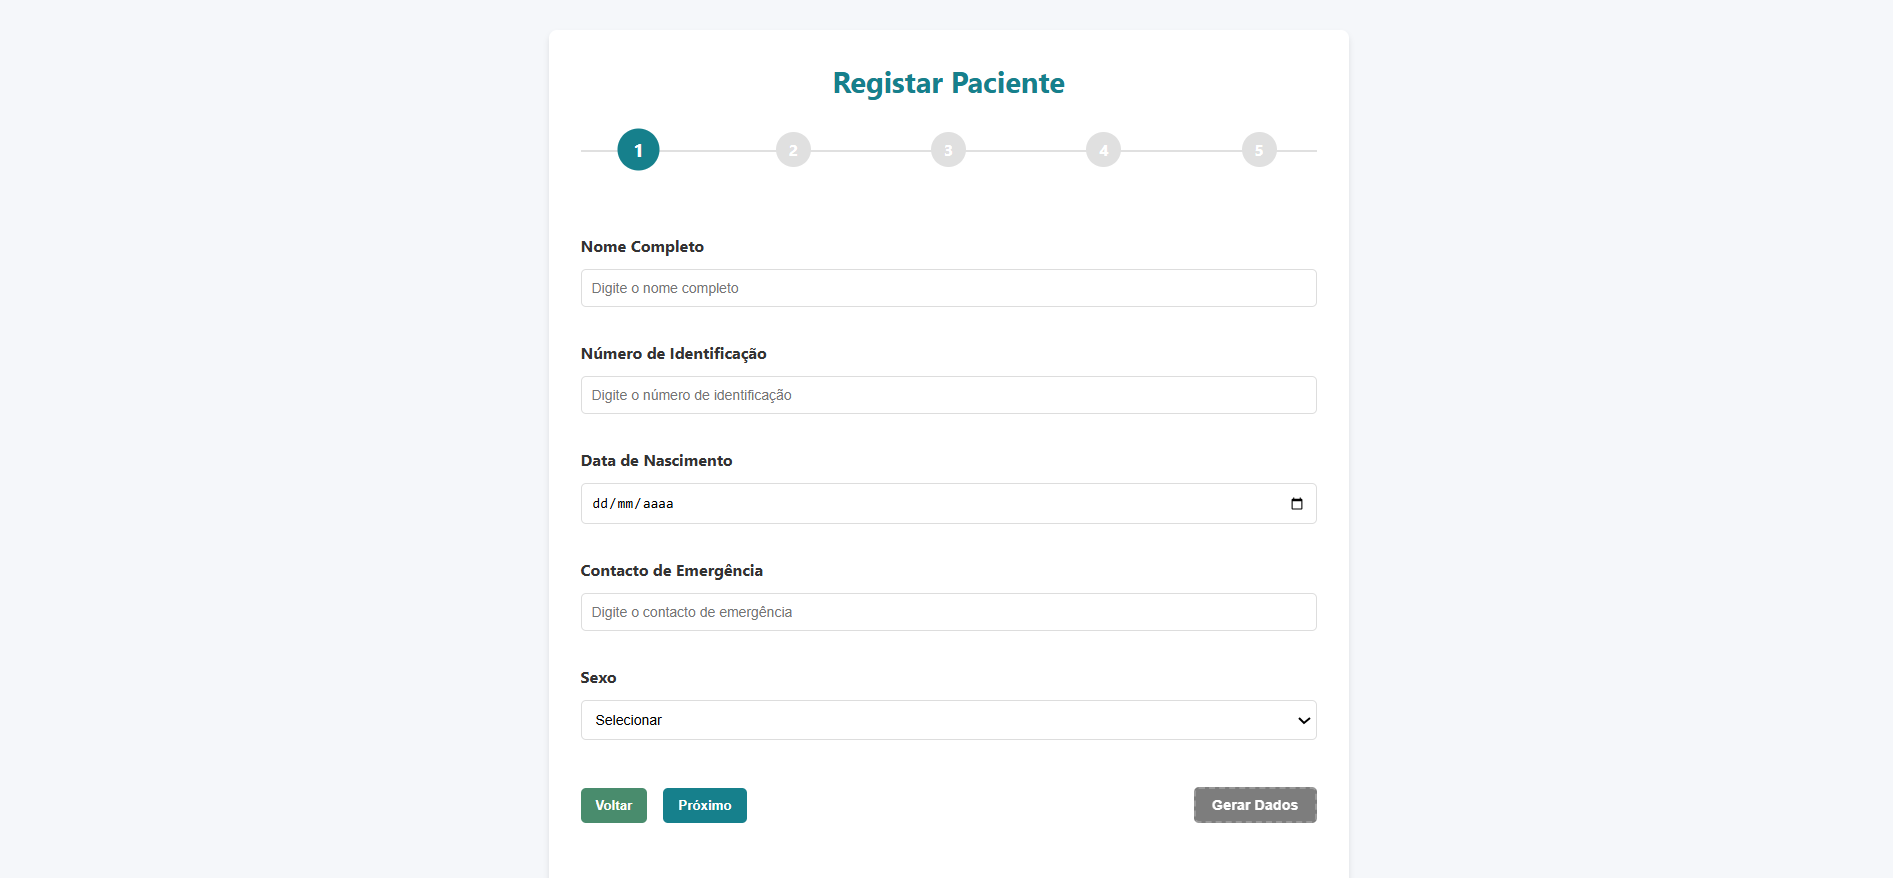 Registar Paciente
1 2 3 4 5
Nome Completo
Digite o nome completo
Número de Identificação
Digite o número de identificação
Data de Nascimento
dd/mm/aaaa
Contacto de Emergência
Digite o contacto de emergência
Sexo
Selecionar
Voltar Próximo Gerar Dados